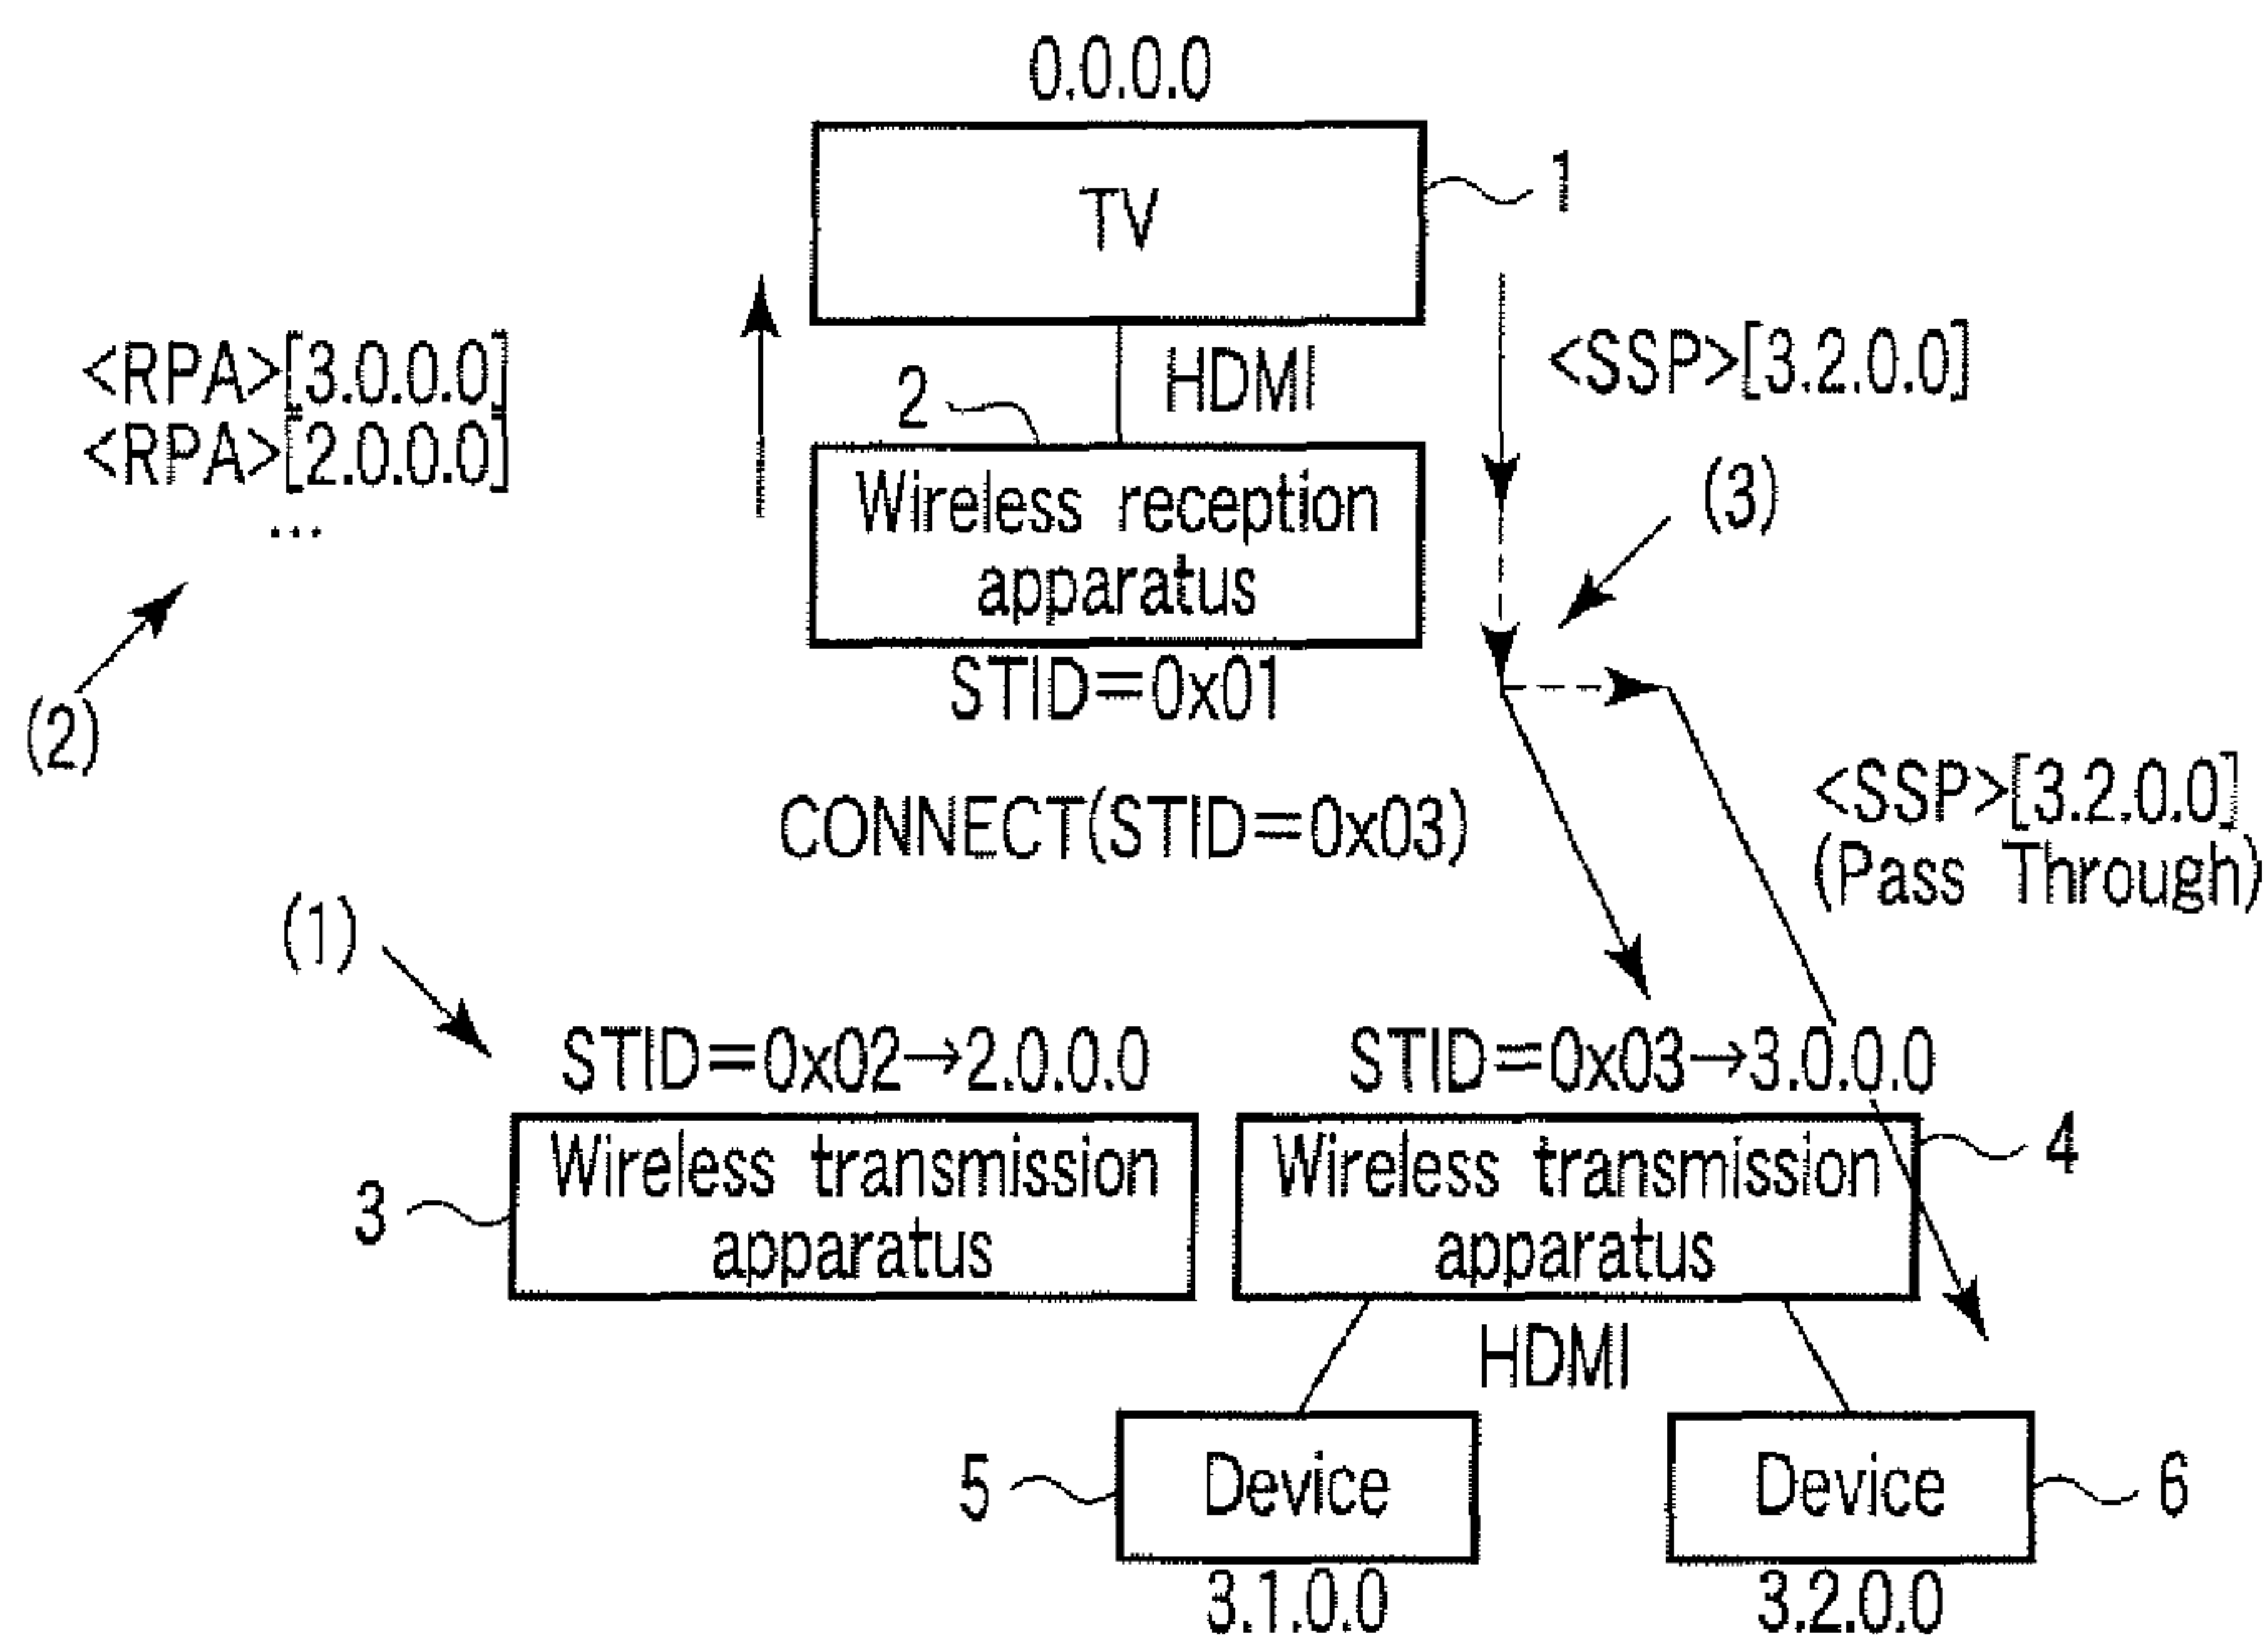 0.0.0.0
TV
1
<RPA>[3.0.0.0]
<RPA>[2.0.0.0]
...
2
HDMI
<SSP>[3.2.0.0]
(3)
Wireless reception
apparatus
STID=0x01
(2)
CONNECT(STID=0x03)
<SSP>[3.2.0.0]
(Pass Through)
(1)
STID=0x02→2.0.0.0
STID=0x03→3.0.0.0
Wireless transmission
apparatus
3
Wireless transmission
apparatus
4
HDMI
5
Device
Device
6
3.1.0.0
3.2.0.0